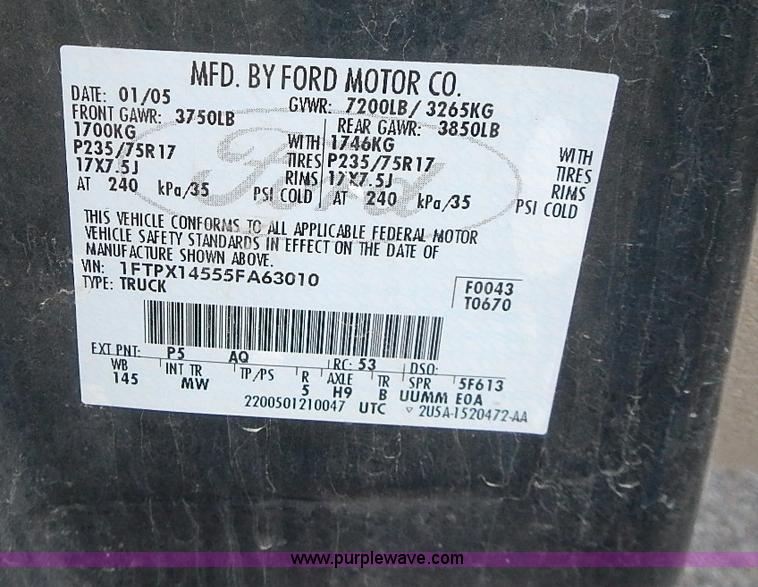 MFD. BY FORD MOTOR CO.
DATE: 01/05 GVWR: 7200LB/ 3265KG
FRONT GAWR: 3750LB REAR GAWR: 3850LB
1700KG WITH 1746KG WITH
P235/75R17 TIRES P235/75R17 TIRES
17X7.5J RIMS 17X7.5J RIMS
AT 240 kPa/35 PSI COLD AT 240 kPa/35 PSI COLD
Ford
THIS VEHICLE CONFORMS TO ALL APPLICABLE FEDERAL MOTOR
VEHICLE SAFETY STANDARDS IN EFFECT ON THE DATE OF
MANUFACTURE SHOWN ABOVE.
VIN: 1FTPX14555FA63010 F0043
TYPE: TRUCK T0670
EXT PNT: P5 AQ RC: 53 DSO:
WB INT TR TP/PS R AXLE TR SPR 5F613
145 MW 5 H9 B UUMM E0A
2200501210047 UTC ▽ 2U5A-1520472-AA
www.purplewave.com